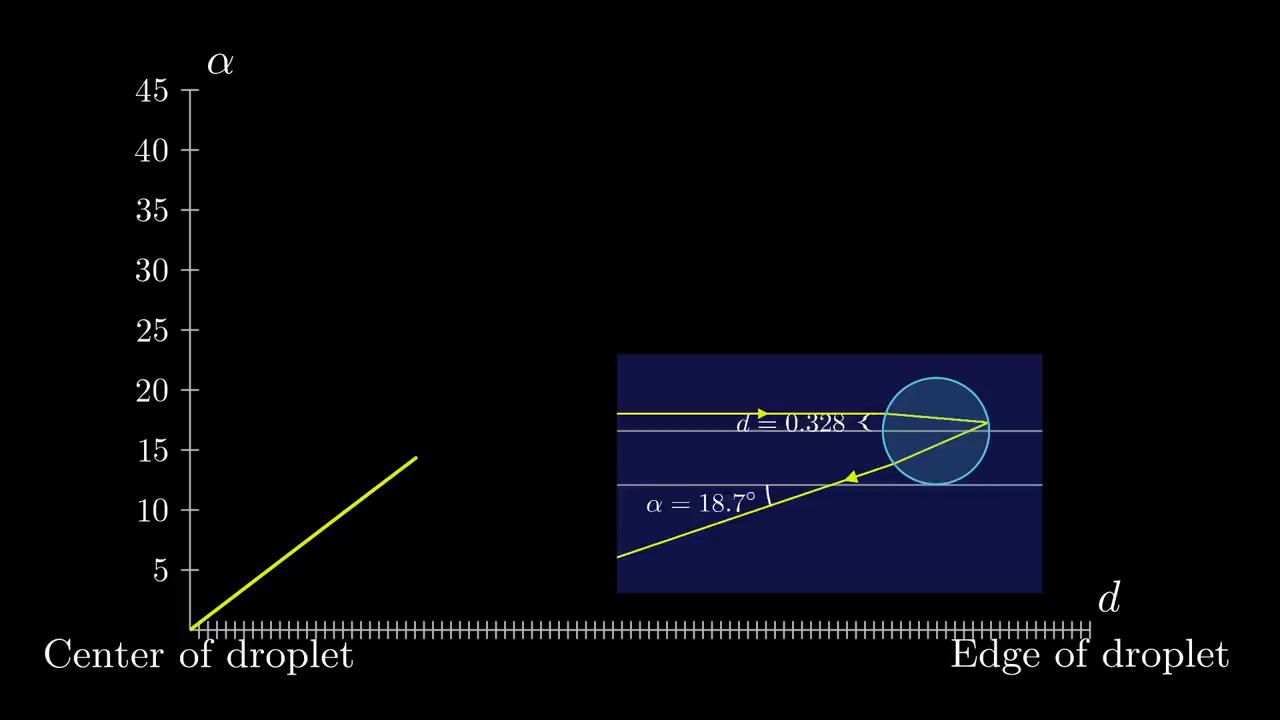 α
45
40
35
30
25
20
15
10
5
d = 0.328
α = 18.7°
d
Center of droplet
Edge of droplet